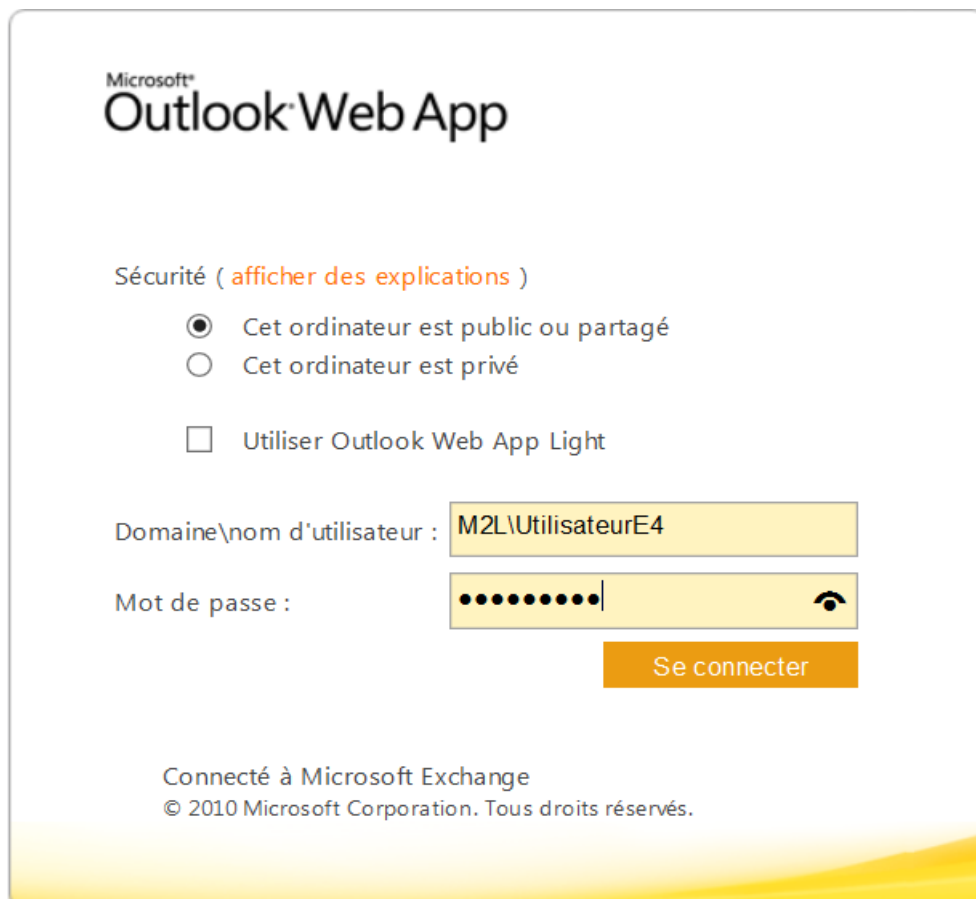 Microsoft®
Outlook® Web App
Sécurité ( afficher des explications )
Cet ordinateur est public ou partagé
Cet ordinateur est privé
Utiliser Outlook Web App Light
Domaine\nom d'utilisateur : M2L\UtilisateurE4
Mot de passe : •••••••••
Se connecter
Connecté à Microsoft Exchange
© 2010 Microsoft Corporation. Tous droits réservés.